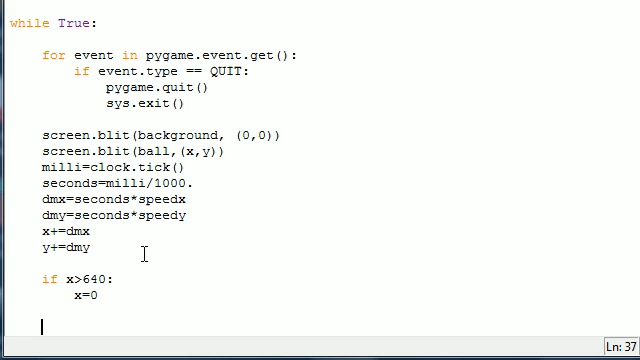 while True:
for event in pygame.event.get():
if event.type == QUIT:
pygame.quit()
sys.exit()
screen.blit(background, (0,0))
screen.blit(ball,(x,y))
milli=clock.tick()
seconds=milli/1000.
dmx=seconds*speedx
dmy=seconds*speedy
x+=dmx
y+=dmy
if x>640:
x=0
Ln: 37